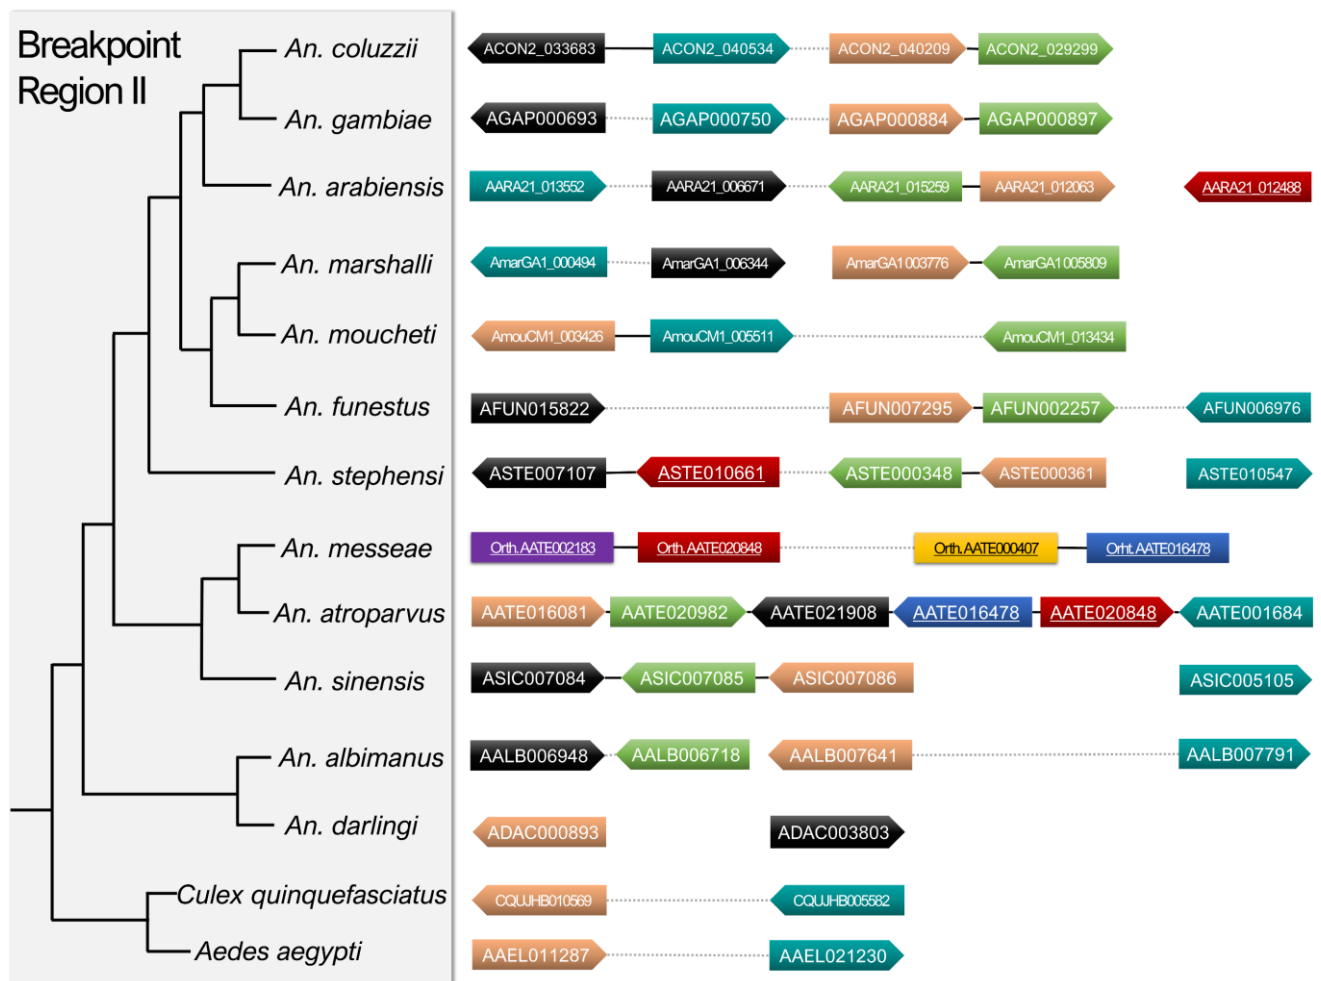 Breakpoint
Region II
An. coluzzii ACON2_033683 ACON2_040534 ACON2_040209 ACON2_029299
An. gambiae AGAP000693 AGAP000750 AGAP000884 AGAP000897
An. arabiensis AARA21_013552 AARA21_006671 AARA21_015259 AARA21_012063 AARA21_012488
An. marshalli AmarGA1_000494 AmarGA1_006344 AmarGA1 003776 AmarGA1 005809
An. moucheti AmouCM1_003426 AmouCM1_005511 AmouCM1_013434
An. funestus AFUN015822 AFUN007295 AFUN002257 AFUN006976
An. stephensi ASTE007107 ASTE010661 ASTE000348 ASTE000361 ASTE010547
An. messeae Orth. AATE002183 Orth. AATE020848 Orth. AATE000407 Orht. AATE016478
An. atroparvus AATE016081 AATE020982 AATE021908 AATE016478 AATE020848 AATE001684
An. sinensis ASIC007084 ASIC007085 ASIC007086 ASIC005105
An. albimanus AALB006948 AALB006718 AALB007641 AALB007791
An. darlingi ADAC000893 ADAC003803
Culex quinquefasciatus CQUJHB010569 CQUJHB005582
Aedes aegypti AAEL011287 AAEL021230